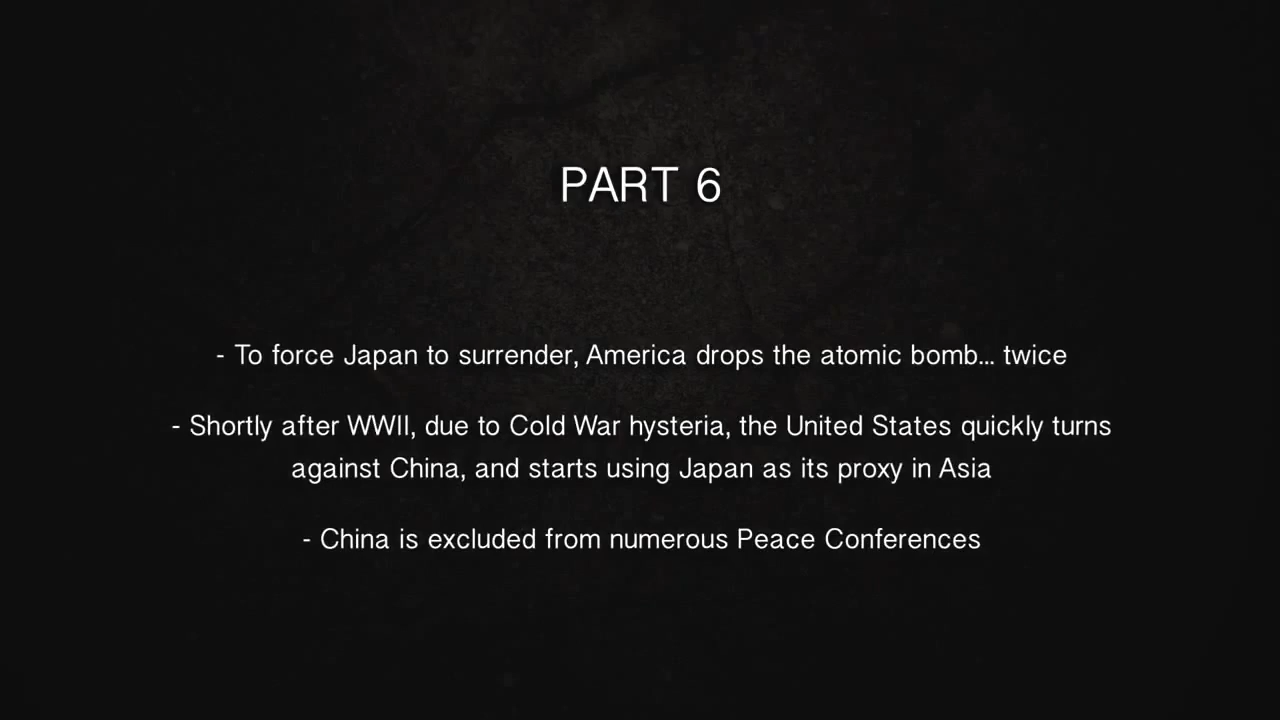 PART 6
- To force Japan to surrender, America drops the atomic bomb... twice
- Shortly after WWII, due to Cold War hysteria, the United States quickly turns
against China, and starts using Japan as its proxy in Asia
- China is excluded from numerous Peace Conferences